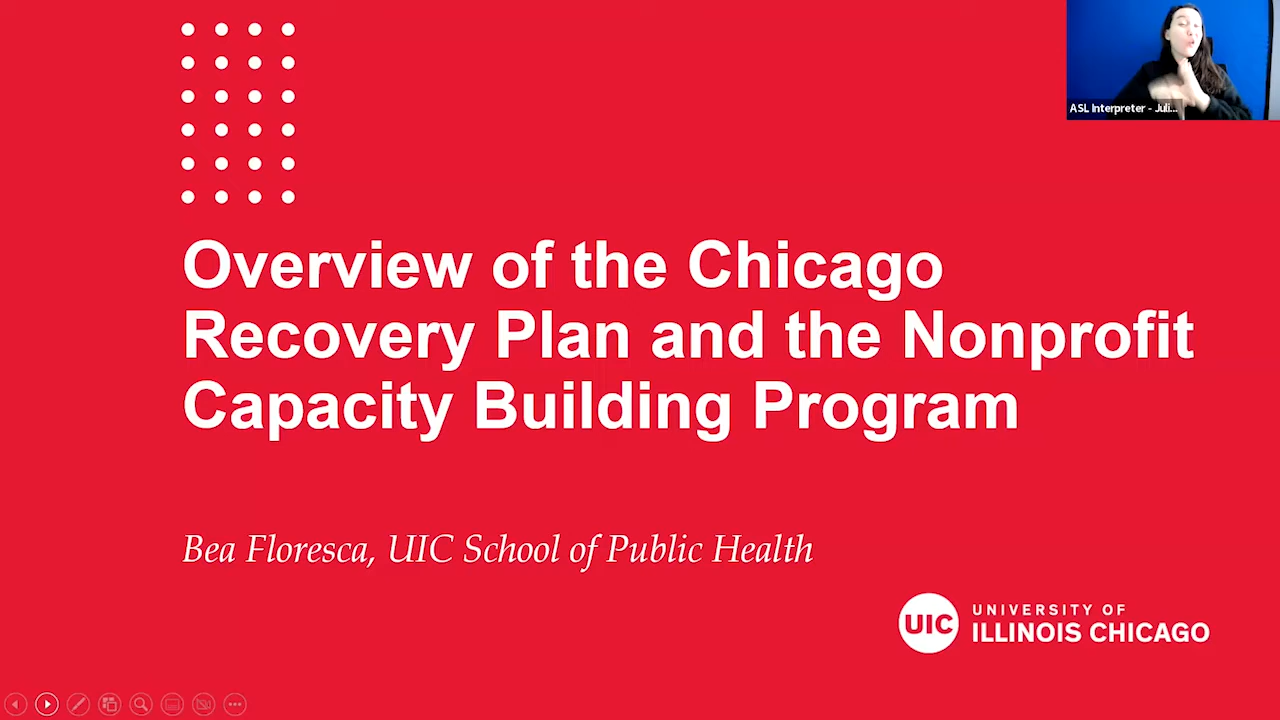 ASL Interpreter - Juli...
Overview of the Chicago
Recovery Plan and the Nonprofit
Capacity Building Program
Bea Floresca, UIC School of Public Health
UIC
UNIVERSITY OF
ILLINOIS CHICAGO